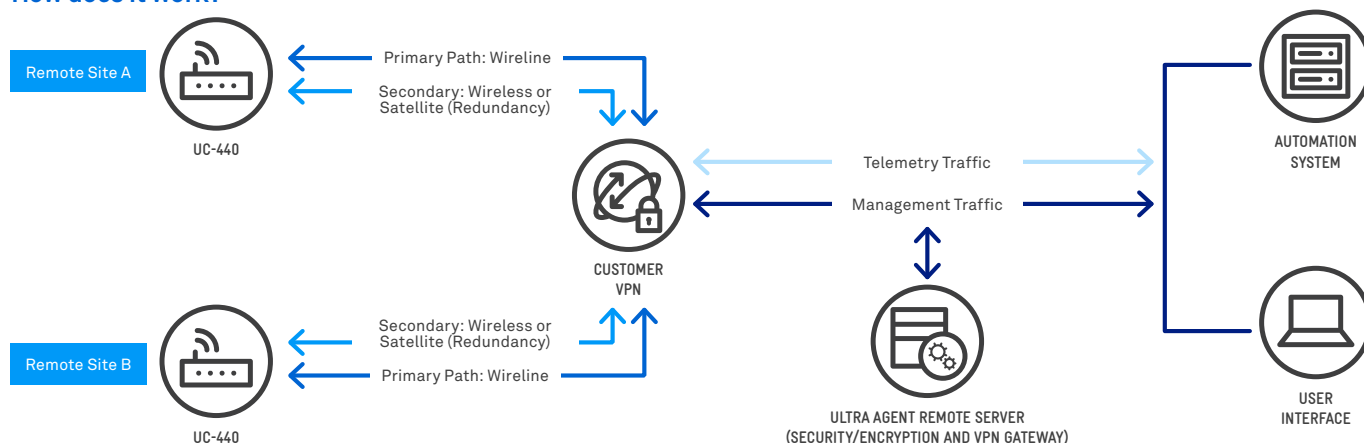 Remote Site A
UC-440
Primary Path: Wireline
Secondary: Wireless or
Satellite (Redundancy)
CUSTOMER
VPN
Telemetry Traffic
Management Traffic
AUTOMATION
SYSTEM
Remote Site B
UC-440
Secondary: Wireless or
Satellite (Redundancy)
Primary Path: Wireline
ULTRA AGENT REMOTE SERVER
(SECURITY/ENCRYPTION AND VPN GATEWAY)
USER
INTERFACE